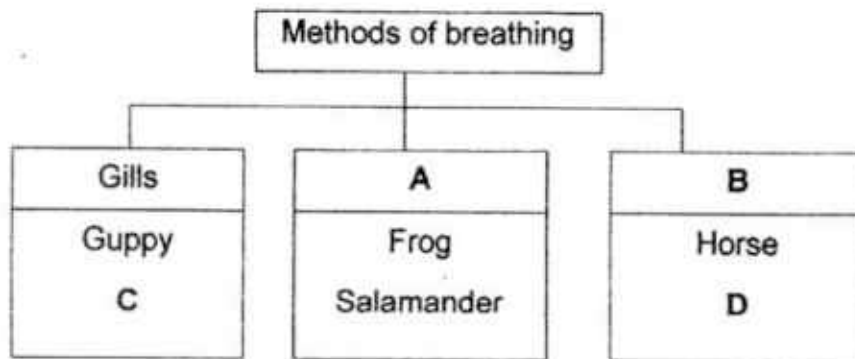 Methods of breathing
Gills
Guppy
C
A
Frog
Salamander
B
Horse
D